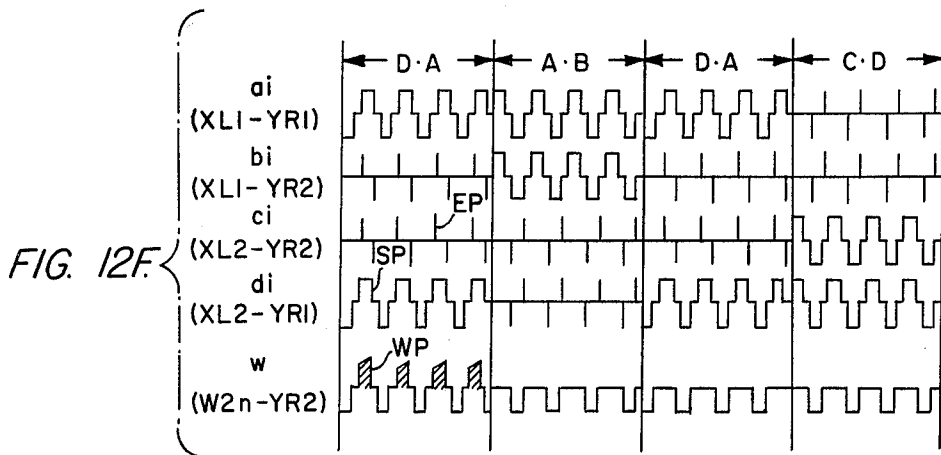 D·A A·B D·A C·D
ai
(XL1-YR1)
bi
(XL1-YR2)
EP
ci
(XL2-YR2)
FIG. 12F.
SP
di
(XL2-YR1)
WP
w
(W2n-YR2)